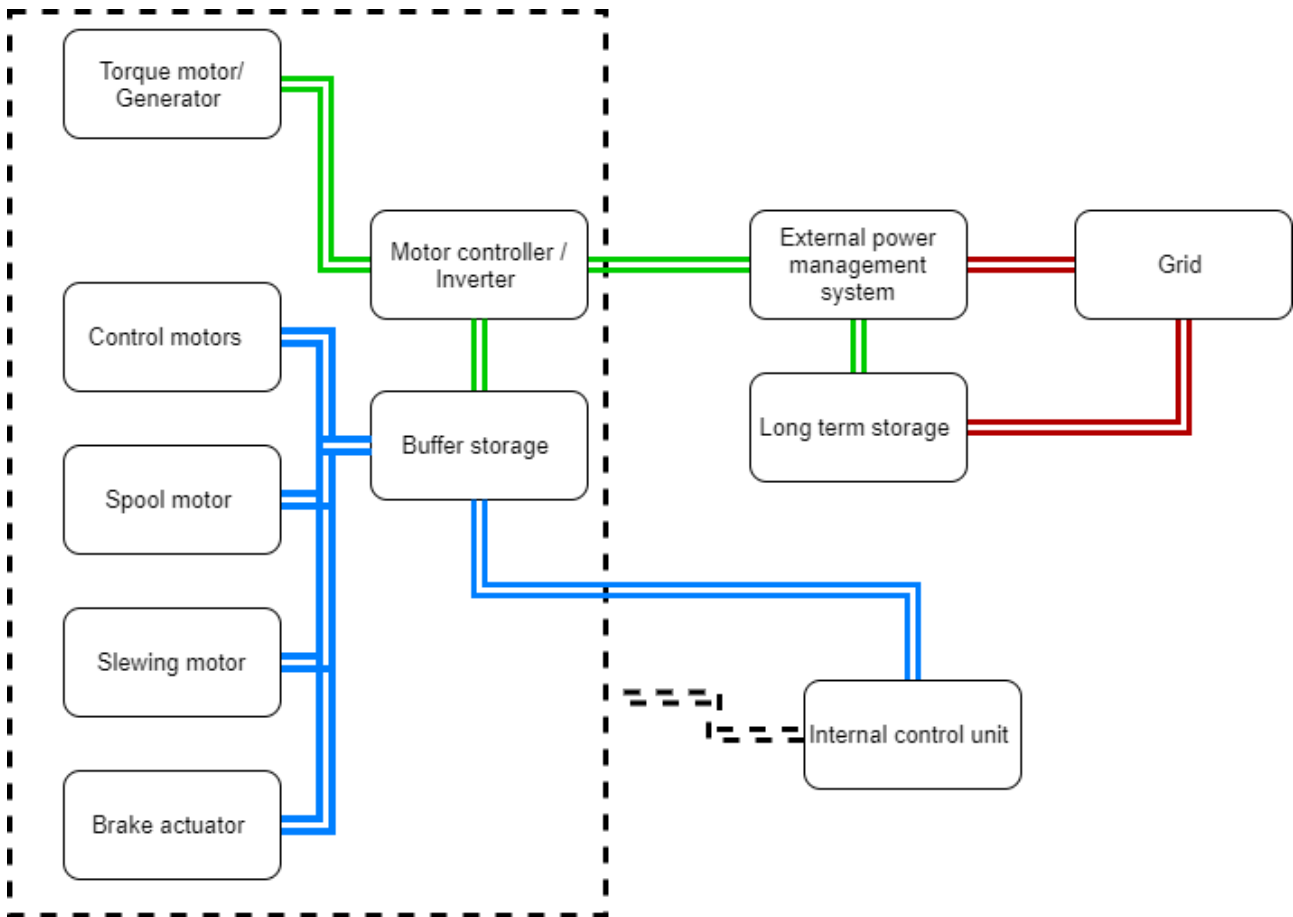 Torque motor/
Generator
Motor controller /
Inverter
External power
management
system
Grid
Control motors
Buffer storage
Long term storage
Spool motor
Slewing motor
Internal control unit
Brake actuator